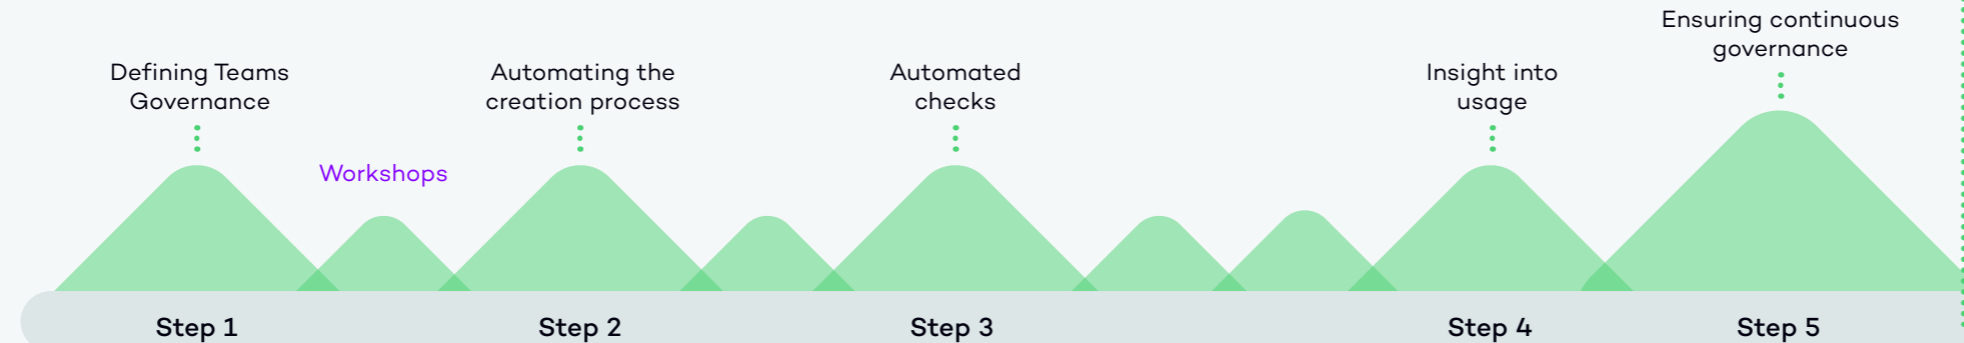 Defining Teams
Governance
Workshops
Automating the
creation process
Automated
checks
Insight into
usage
Ensuring continuous
governance
Step 1
Step 2
Step 3
Step 4
Step 5